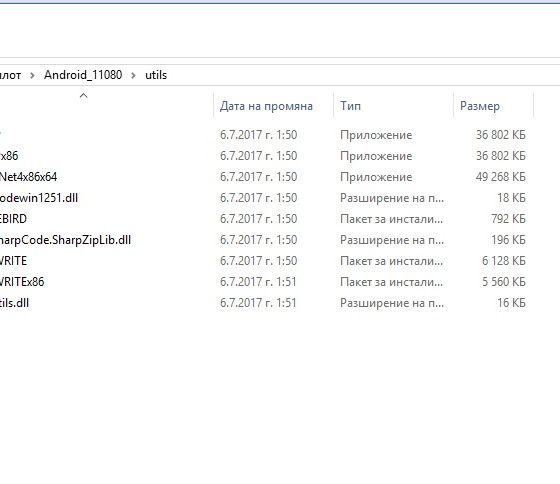 лот > Android_11080 > utils
Дата на промяна Тип Размер
6.7.2017 г. 1:50 Приложение 36 802 КБ
x86 6.7.2017 г. 1:50 Приложение 36 802 КБ
Net4x86x64 6.7.2017 г. 1:50 Приложение 49 268 КБ
odewin1251.dll 6.7.2017 г. 1:50 Разширение на п... 18 КБ
EBIRD 6.7.2017 г. 1:50 Пакет за инстали... 792 КБ
harpCode.SharpZipLib.dll 6.7.2017 г. 1:50 Разширение на п... 196 КБ
WRITE 6.7.2017 г. 1:50 Пакет за инстали... 6 128 КБ
WRITEx86 6.7.2017 г. 1:51 Пакет за инстали... 5 560 КБ
tils.dll 6.7.2017 г. 1:51 Разширение на п... 16 КБ